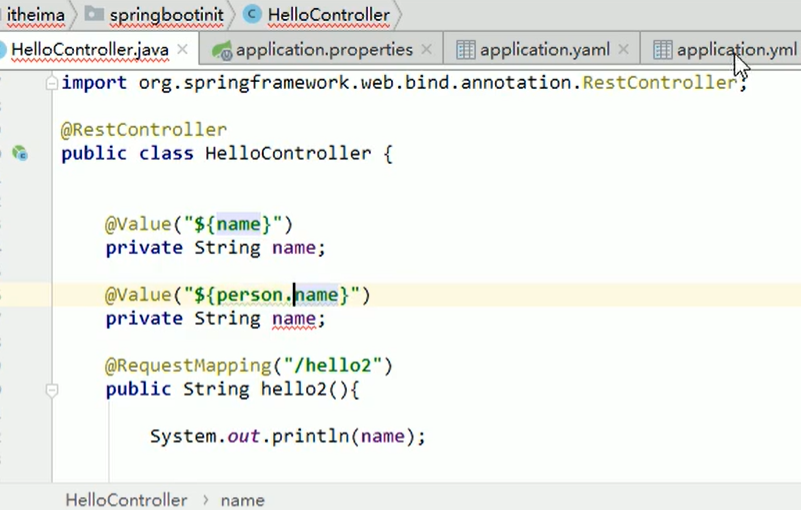 itheima springbootinit HelloController
HelloController.java application.properties application.yaml application.yml
import org.springframework.web.bind.annotation.RestController;
@RestController
public class HelloController {
@Value("${name}")
private String name;
@Value("${person.name}")
private String name;
@RequestMapping("/hello2")
public String hello2(){
System.out.println(name);
HelloController > name